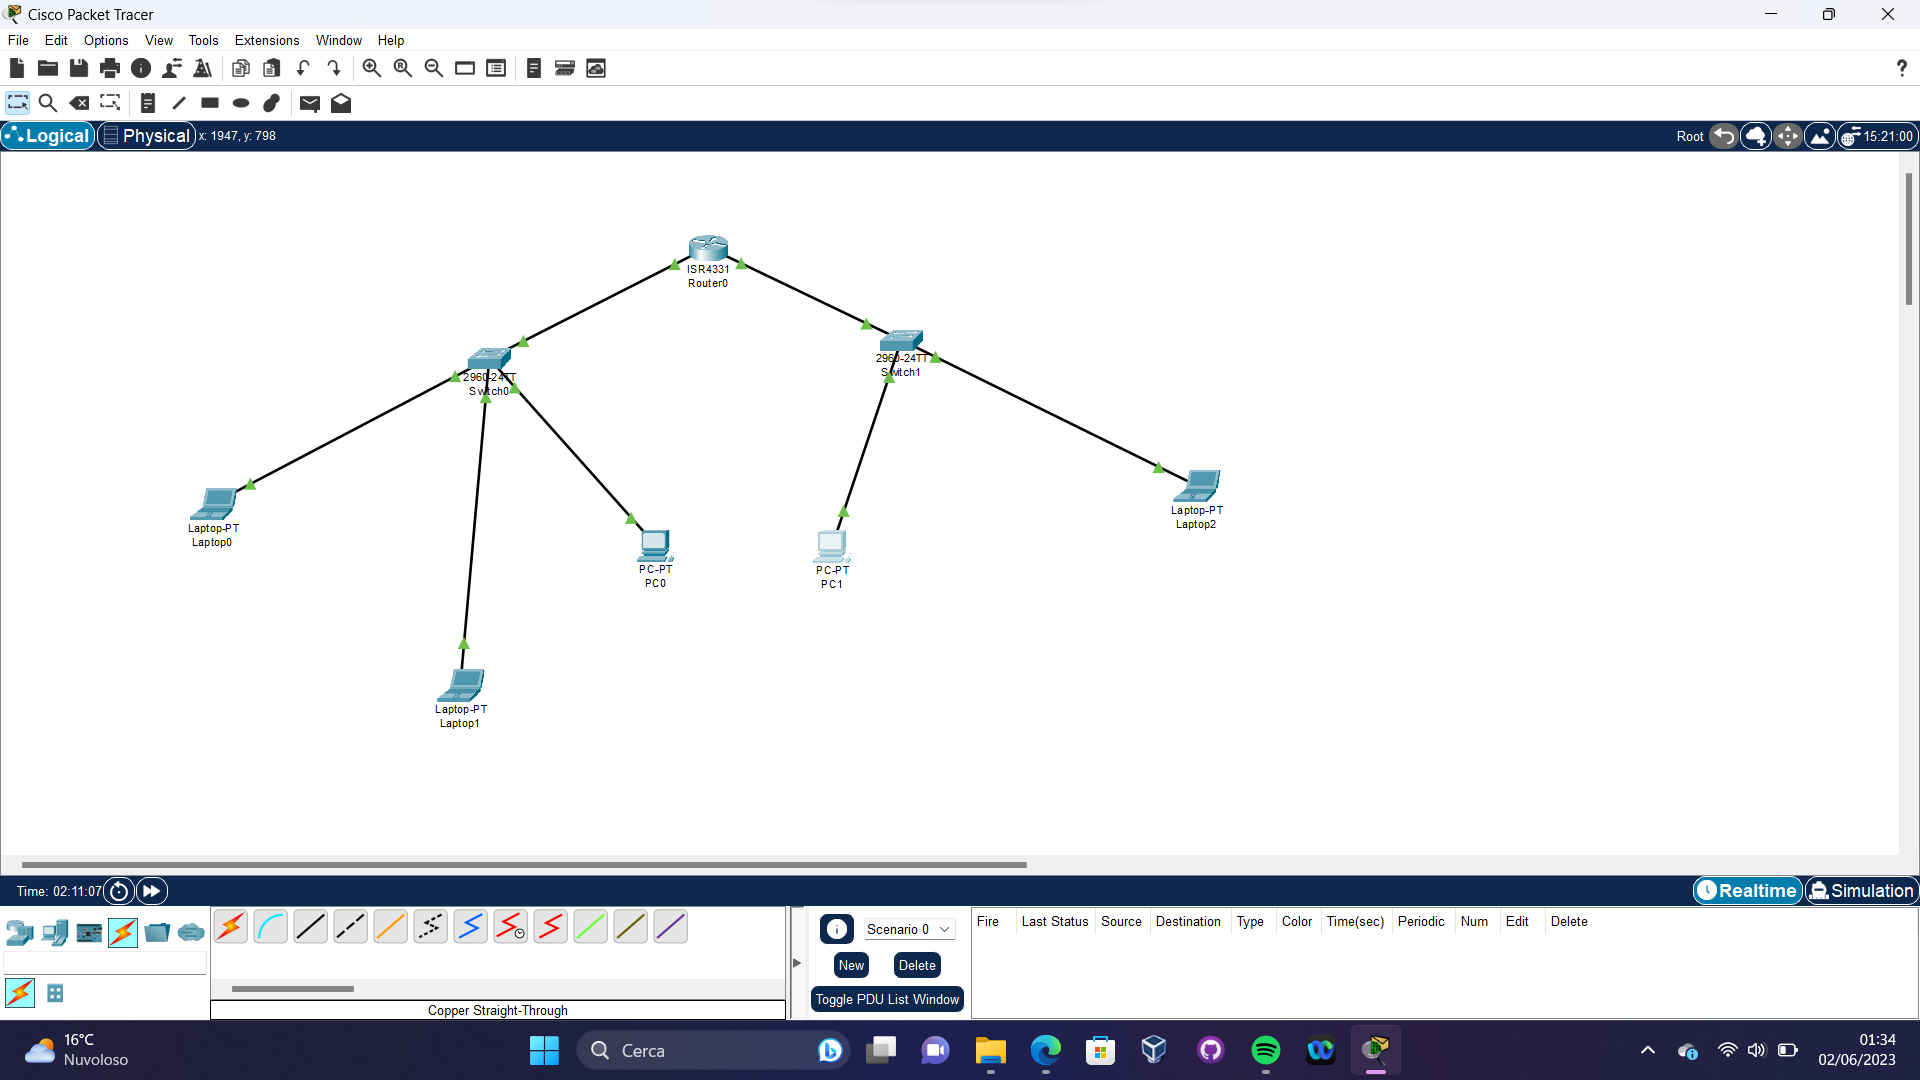 Cisco Packet Tracer
File Edit Options View Tools Extensions Window Help
Logical Physical x: 1947, y: 798 Root 15:21:00
ISR4331
Router0
2960-24TT
Switch1
2960-24TT
Switch0
Laptop-PT
Laptop2
Laptop-PT
Laptop0
PC-PT
PC0
PC-PT
PC1
Laptop-PT
Laptop1
Time: 02:11:07 Realtime Simulation
Scenario 0
New Delete
Toggle PDU List Window
Fire Last Status Source Destination Type Color Time(sec) Periodic Num Edit Delete
Copper Straight-Through
16°C
Nuvoloso
Cerca
01:34
02/06/2023